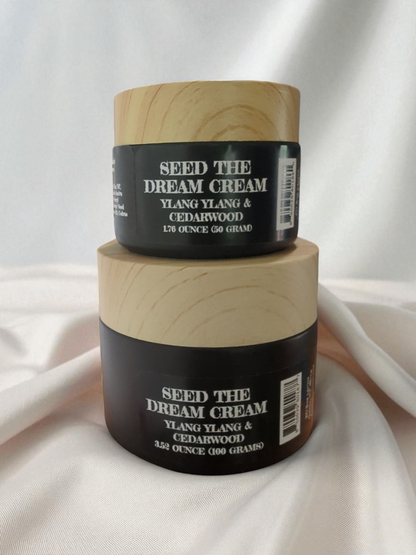 SEED THE
DREAM CREAM
YLANG YLANG &
CEDARWOOD
1.76 OUNCE (50 GRAM)
SEED THE
DREAM CREAM
YLANG YLANG &
CEDARWOOD
3.52 OUNCE (100 GRAMS)